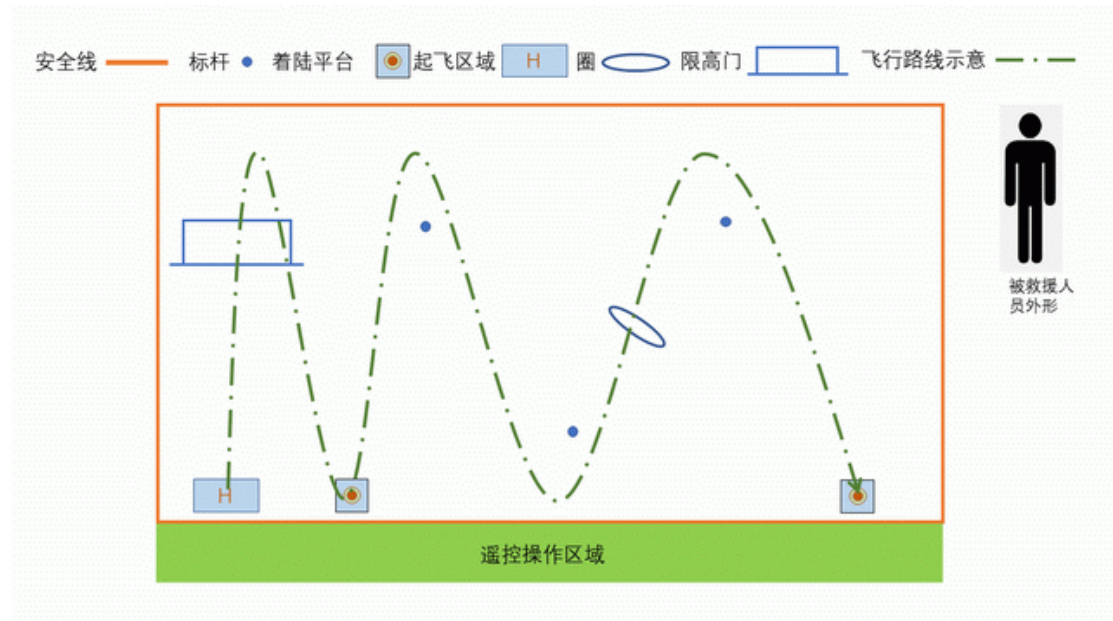 安全线 标杆 着陆平台 起飞区域 H 圈 限高门 飞行路线示意
被救援人
员外形
H
遥控操作区域